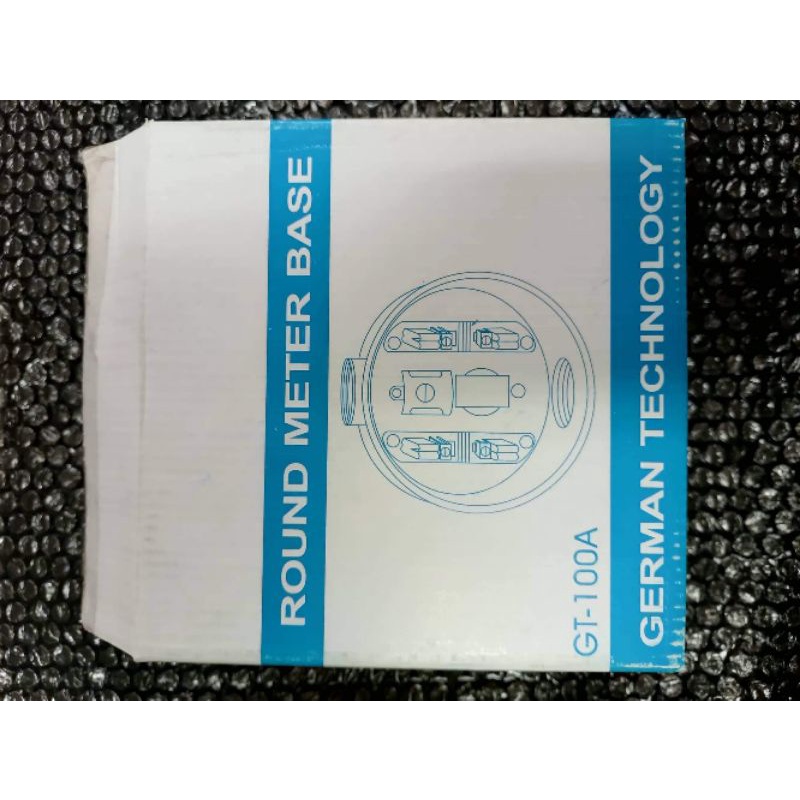 ROUND METER BASE
GT-100A
GERMAN TECHNOLOGY